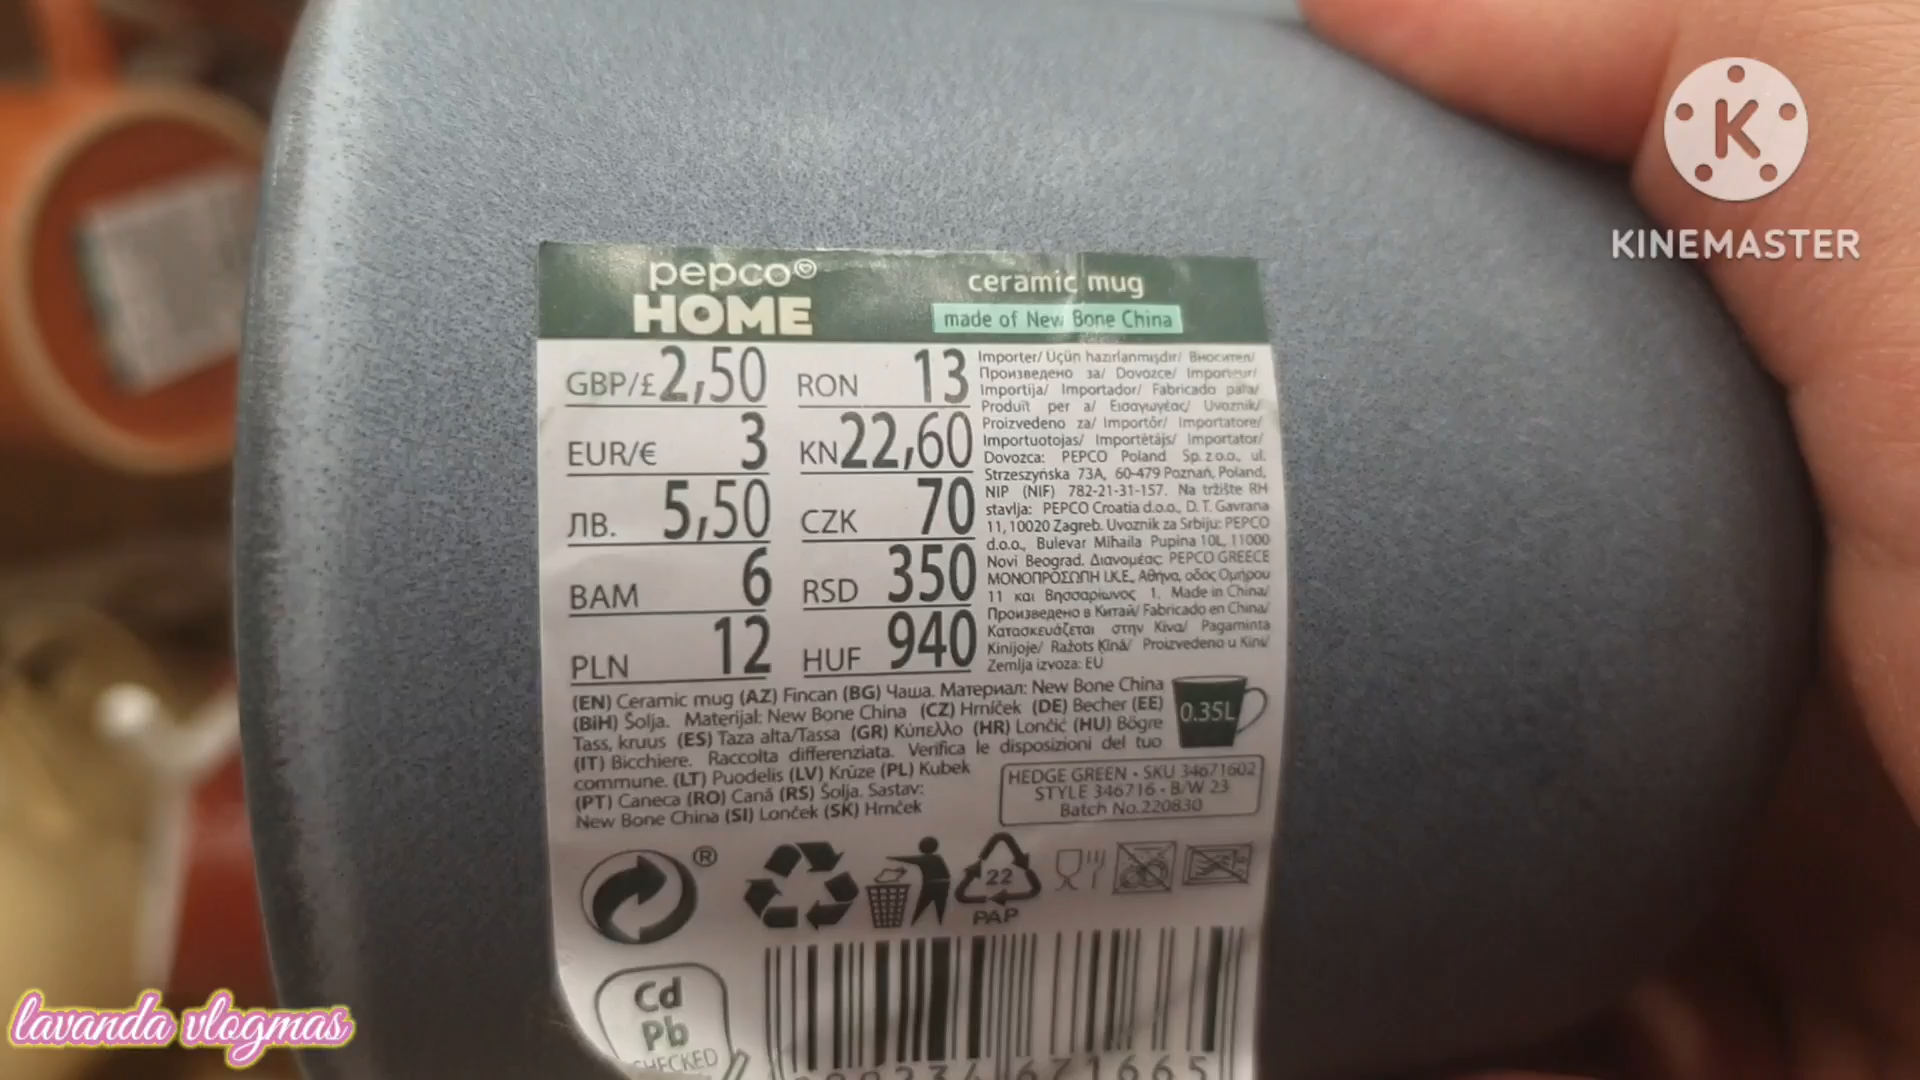 K
KINEMASTER
pepco
HOME
ceramic mug
made of New Bone China
GBP/£ 2,50
RON 13
EUR/€ 3
KN 22,60
ЛВ. 5,50
CZK 70
BAM 6
RSD 350
PLN 12
HUF 940
Importer/ Üçün hazırlanmışdır/ Вносител/
Произведено за/ Dovozce/ Importeur/
Importija/ Importador/ Fabricado para/
Produït per a/ Εισαγωγέας/ Uvoznik/
Proizvedeno za/ Importőr/ Importatore/
Importuotojas/ Importētājs/ Importator/
Dovozca: PEPCO Poland Sp. z o.o., ul.
Strzeszyńska 73A, 60-479 Poznań, Poland,
NIP (NIF) 782-21-31-157. Na tržište RH
stavlja: PEPCO Croatia d.o.o., D. T. Gavrana
11, 10020 Zagreb. Uvoznik za Srbiju: PEPCO
d.o.o., Bulevar Mihaila Pupina 10L, 11000
Novi Beograd. Διανομέας: PEPCO GREECE
ΜΟΝΟΠΡΟΣΩΠΗ Ι.Κ.Ε., Αθήνα, οδος Ομήρου
11 και Βησσαρίωνος 1. Made in China/
Произведено в Китай/ Fabricado en China/
Κατασκευάζεται στην Κίνα/ Pagaminta
Kinijoje/ Ražots Ķīnā/ Proizvedeno u Kini/
Zemlja izvoza: EU
(EN) Ceramic mug (AZ) Fincan (BG) Чаша. Материал: New Bone China
(BiH) Šolja. Materijal: New Bone China (CZ) Hrníček (DE) Becher (EE)
Tass, kruus (ES) Taza alta/Tassa (GR) Κύπελλο (HR) Lončić (HU) Bögre
(IT) Bicchiere. Raccolta differenziata. Verifica le disposizioni del tuo
commune. (LT) Puodelis (LV) Krūze (PL) Kubek
(PT) Caneca (RO) Cană (RS) Šolja. Sastav:
New Bone China (SI) Lonček (SK) Hrnček
0.35L
HEDGE GREEN • SKU 34671602
STYLE 346716 • B/W 23
Batch No.220830
®
22
PAP
Cd
Pb
CHECKED
671665
lavanda vlogmas